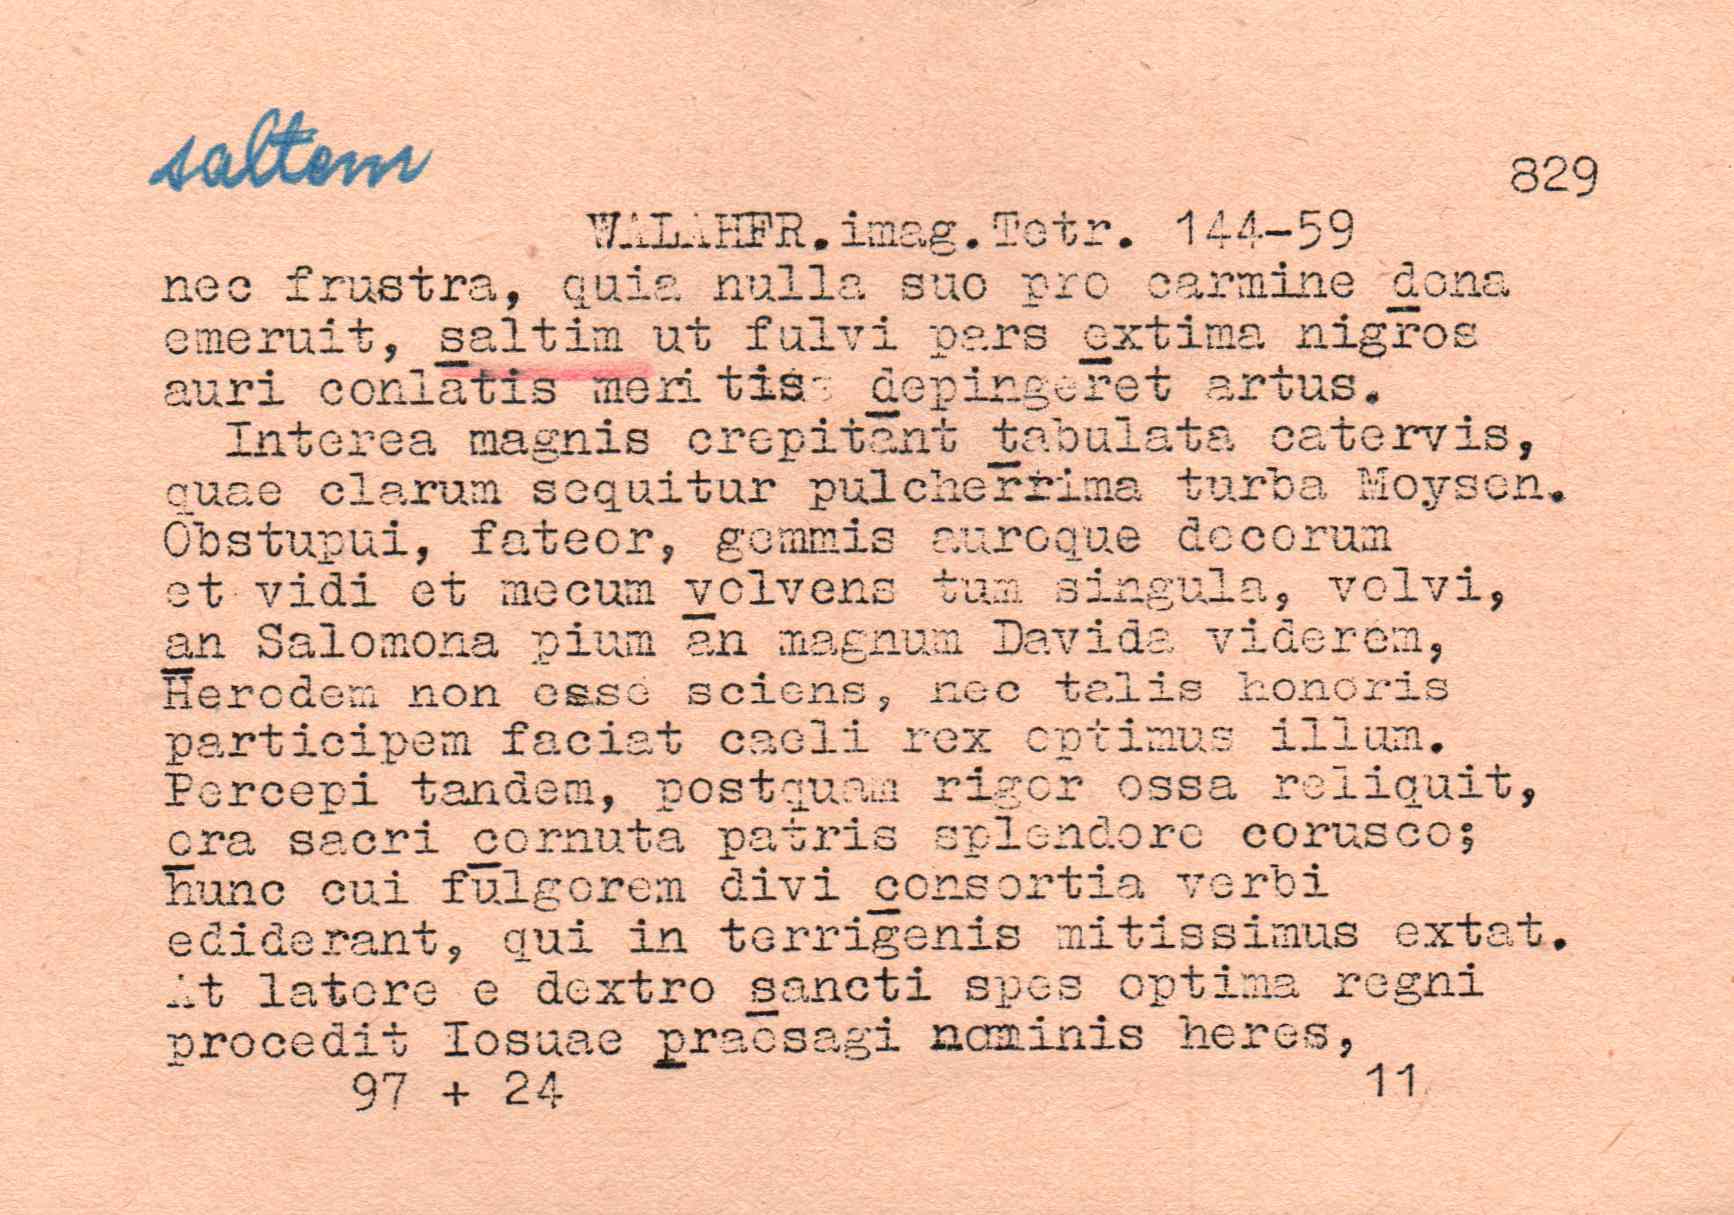 saltem
829
WALAHFR.imag.Tetr. 144-59
nec frustra, quia nulla suo pro carmine dona
emeruit, saltim ut fulvi pars extima nigros
auri conlatis meritis depingeret artus.
Interea magnis crepitant tabulata catervis,
quae clarum sequitur pulcherrima turba Moysen.
Obstupui, fateor, gemmis auroque decorum
et vidi et mecum volvens tum singula, volvi,
an Salomona pium an magnum Davida viderem,
Herodem non esse sciens, nec talis honoris
participem faciat caeli rex optimus illum.
Percepi tandem, postquam rigor ossa reliquit,
ora sacri cornuta patris splendore corusco;
hunc cui fulgorem divi consortia verbi
ediderant, qui in terrigenis mitissimus extat.
At latere e dextro sancti spes optima regni
procedit Iosuae praesagi nominis heres,
97 + 24 11